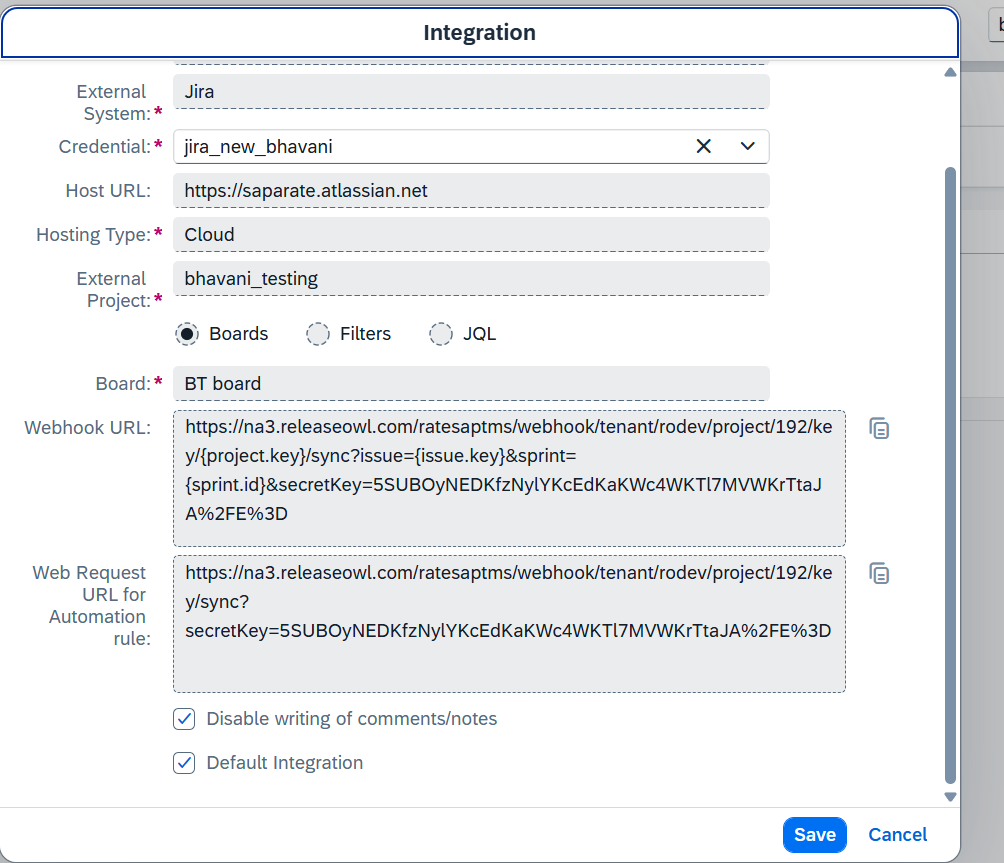 Integration
External
System:*
Jira
Credential:*
jira_new_bhavani
Host URL:
https://saparate.atlassian.net
Hosting Type:*
Cloud
External
Project:*
bhavani_testing
Boards
Filters
JQL
Board:*
BT board
Webhook URL:
https://na3.releaseowl.com/ratesaptms/webhook/tenant/rodev/project/192/ke
y/{project.key}/sync?issue={issue.key}&sprint=
{sprint.id}&secretKey=5SUBOyNEDKfzNylYKcEdKaKWc4WKTl7MVWKrTtaJ
A%2FE%3D
Web Request
URL for
Automation
rule:
https://na3.releaseowl.com/ratesaptms/webhook/tenant/rodev/project/192/ke
y/sync?
secretKey=5SUBOyNEDKfzNylYKcEdKaKWc4WKTl7MVWKrTtaJA%2FE%3D
Disable writing of comments/notes
Default Integration
Save
Cancel